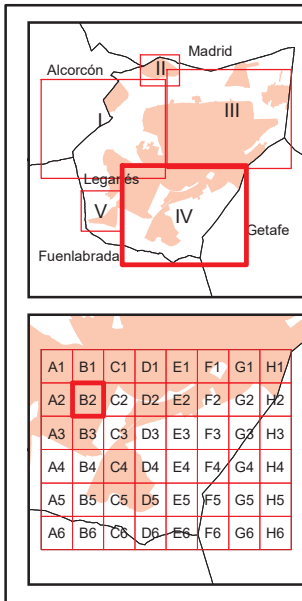 Madrid
II
Alcorcón
I
III
Leganés
V
IV
Getafe
Fuenlabrada
A1 B1 C1 D1 E1 F1 G1 H1
A2 B2 C2 D2 E2 F2 G2 H2
A3 B3 C3 D3 E3 F3 G3 H3
A4 B4 C4 D4 E4 F4 G4 H4
A5 B5 C5 D5 E5 F5 G5 H5
A6 B6 C6 D6 E6 F6 G6 H6